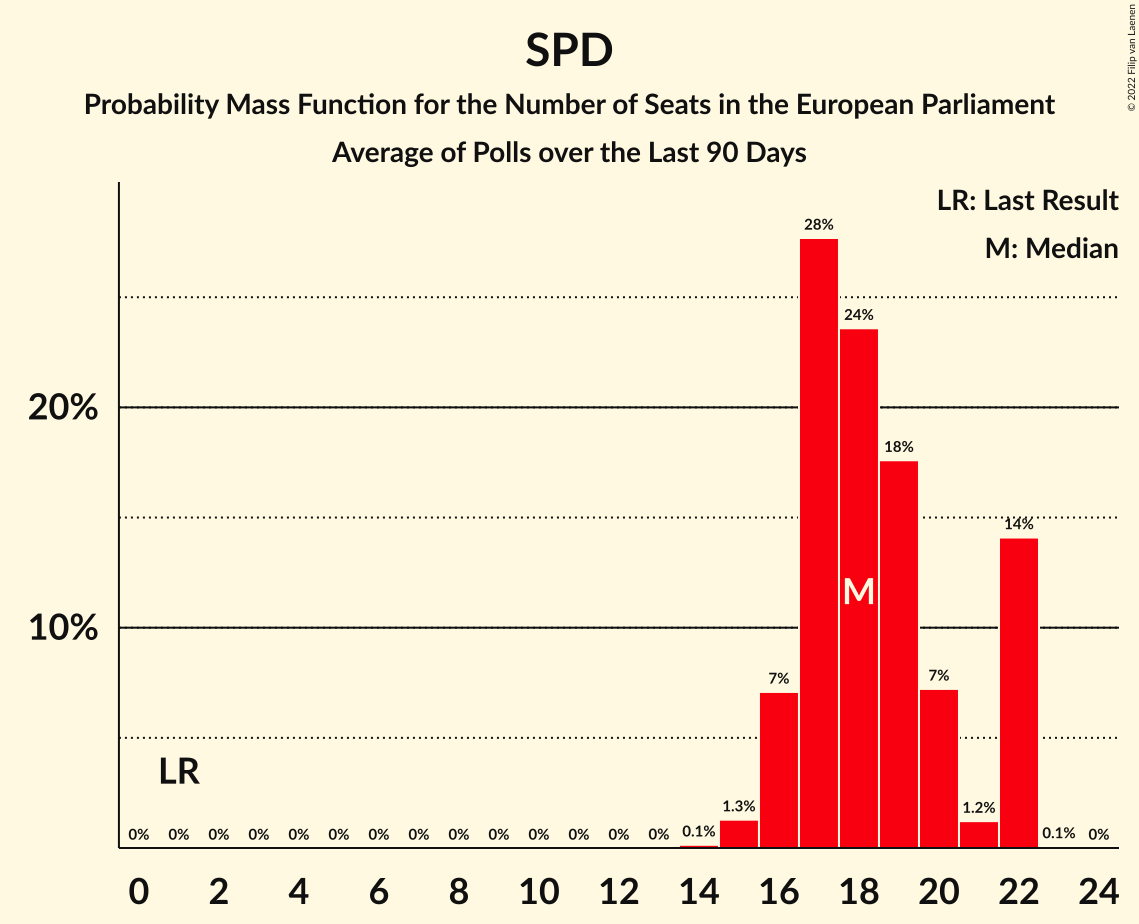 SPD
Probability Mass Function for the Number of Seats in the European Parliament
Average of Polls over the Last 90 Days
© 2022 Filip van Laenen
LR: Last Result
M: Median
28%
24%
20%
18%
14%
M
10%
7%
7%
LR
1.3%
1.2%
0% 0% 0% 0% 0% 0% 0% 0% 0% 0% 0% 0% 0% 0% 0.1% 0.1% 0%
0 2 4 6 8 10 12 14 16 18 20 22 24